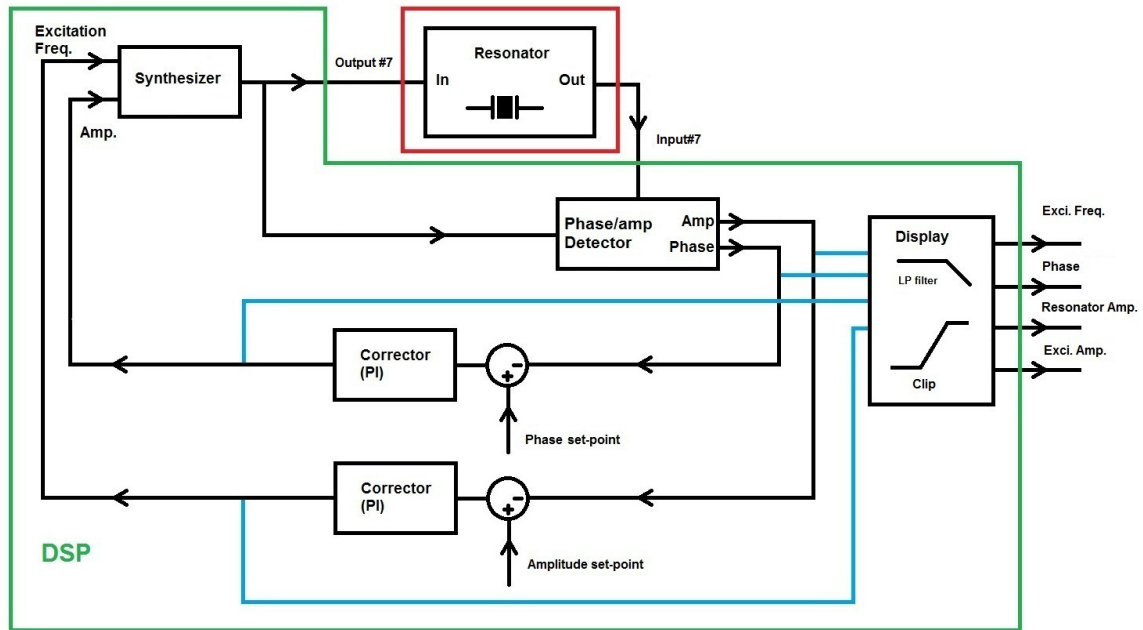 Excitation
Freq.
Synthesizer
Amp.
Output #7
Resonator
In
Out
Input#7
Phase/amp
Detector
Amp
Phase
Display
LP filter
Clip
Exci. Freq.
Phase
Resonator Amp.
Exci. Amp.
Corrector
(PI)
-
+
Phase set-point
Corrector
(PI)
-
+
Amplitude set-point
DSP